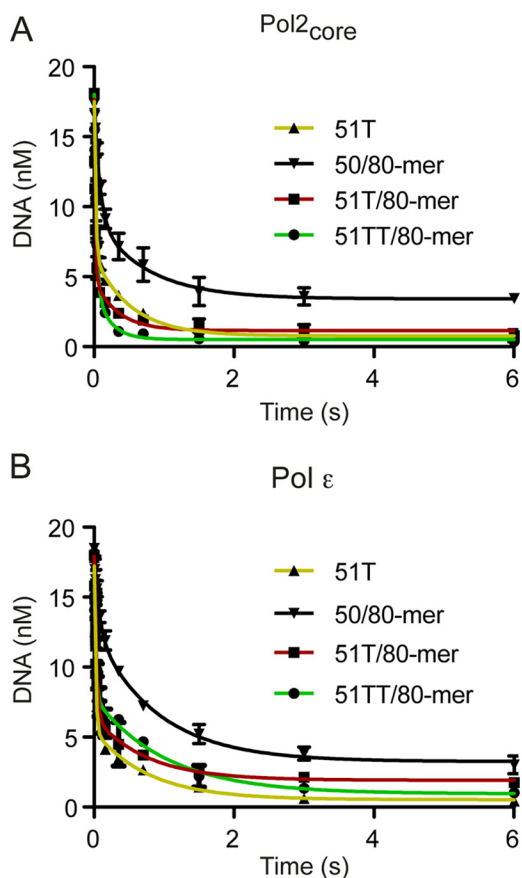 A
Pol2core
20
15
10
5
0
DNA (nM)
51T
50/80-mer
51T/80-mer
51TT/80-mer
0 2 4 6
Time (s)
B
Pol ε
20
15
10
5
0
DNA (nM)
51T
50/80-mer
51T/80-mer
51TT/80-mer
0 2 4 6
Time (s)